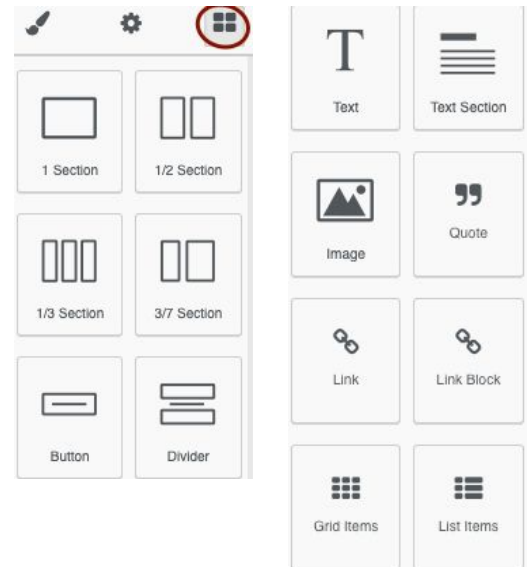 1 Section
1/2 Section
1/3 Section
3/7 Section
Button
Divider
T
Text
Text Section
Image
Quote
Link
Link Block
Grid Items
List Items